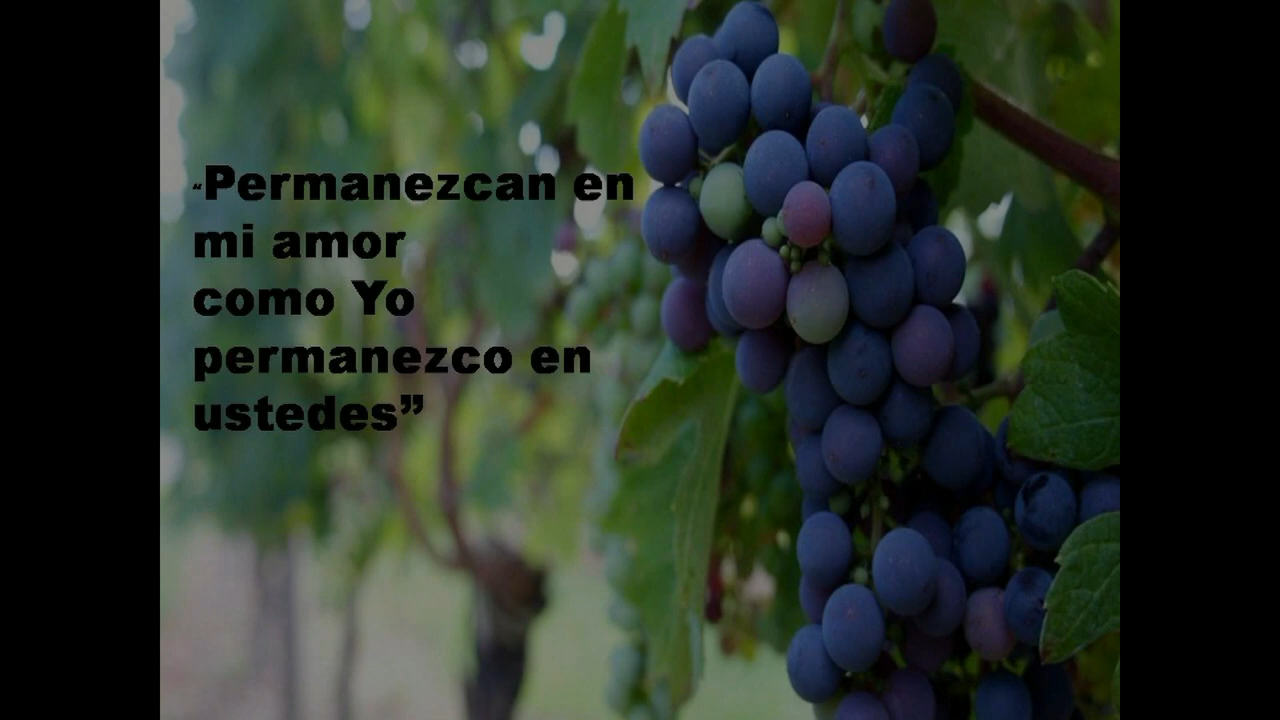 “Permanezcan en
mi amor
como Yo
permanezco en
ustedes”